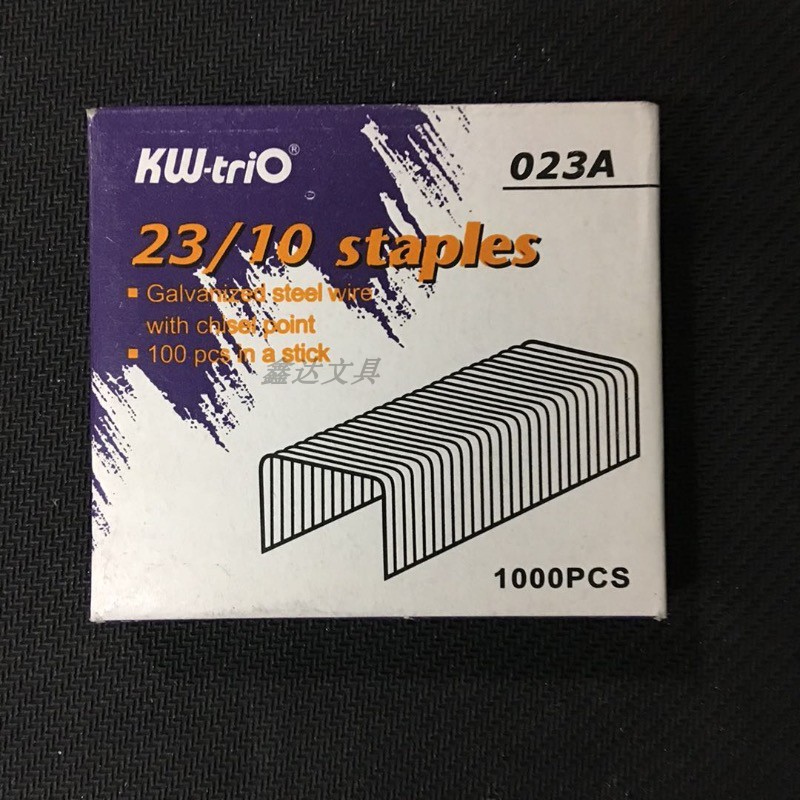 KW-triO®
023A
23/10 staples
▪ Galvanized steel wire
with chisel point
▪ 100 pcs in a stick
鑫达文具
1000PCS